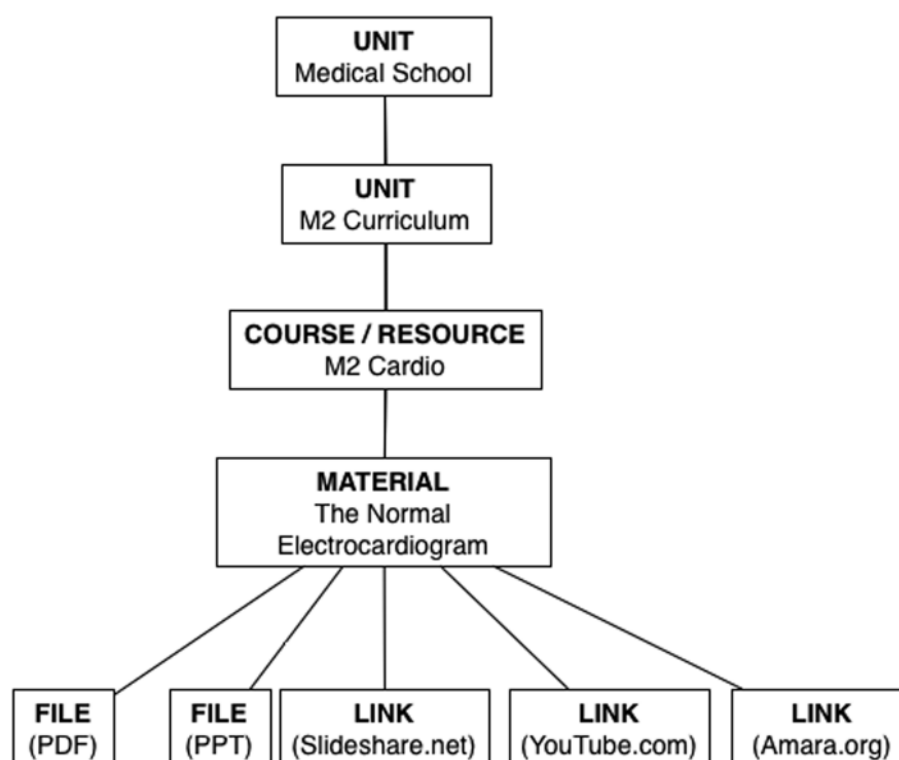 UNIT
Medical School
UNIT
M2 Curriculum
COURSE / RESOURCE
M2 Cardio
MATERIAL
The Normal
Electrocardiogram
FILE
(PDF)
FILE
(PPT)
LINK
(Slideshare.net)
LINK
(YouTube.com)
LINK
(Amara.org)